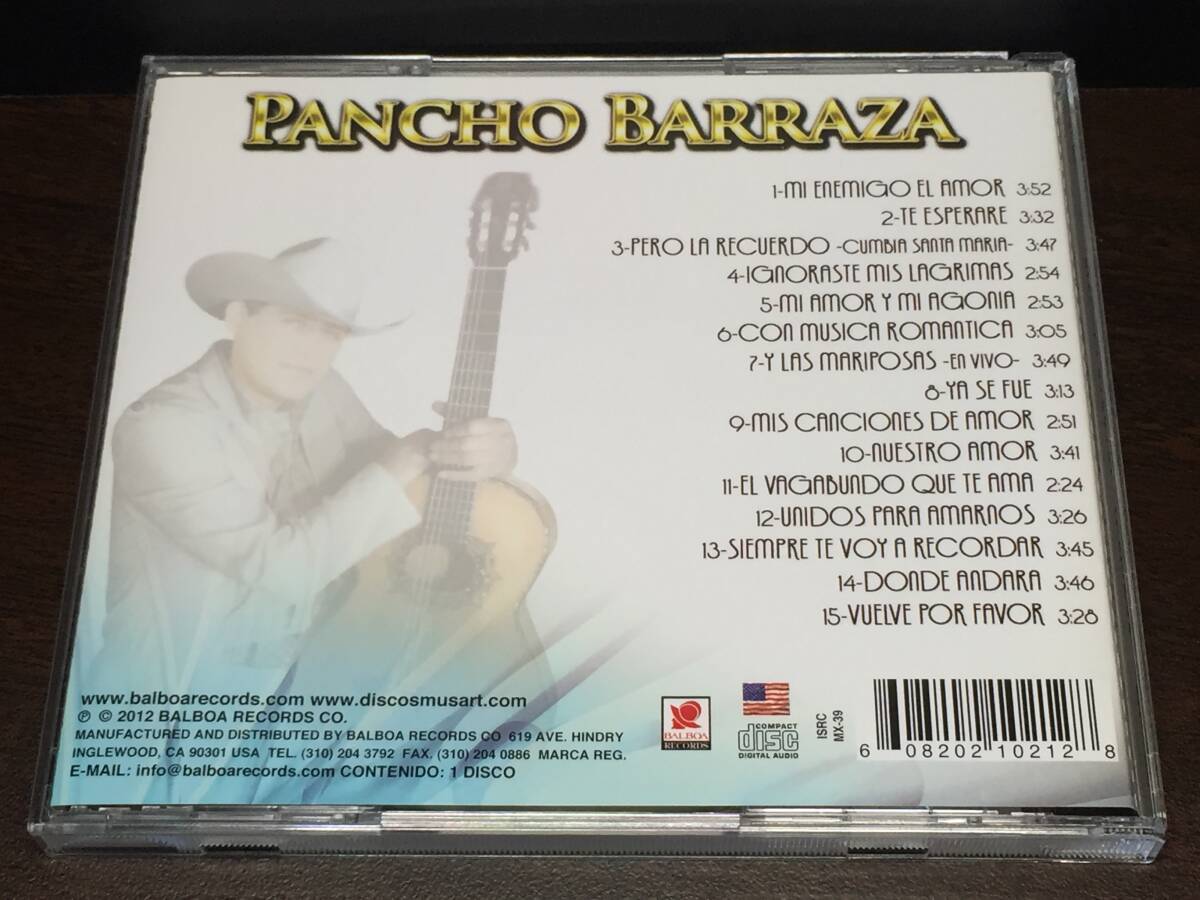 PANCHO BARRAZA
1-MI ENEMIGO EL AMOR 3:52
2-TE ESPERARE 3:32
3-PERO LA RECUERDO -CUMBIA SANTA MARIA- 3:47
4-IGNORASTE MIS LAGRIMAS 2:54
5-MI AMOR Y MI AGONIA 2:53
6-CON MUSICA ROMANTICA 3:05
7-Y LAS MARIPOSAS -EN VIVO- 3:49
8-YA SE FUE 3:13
9-MIS CANCIONES DE AMOR 2:51
10-NUESTRO AMOR 3:41
11-EL VAGABUNDO QUE TE AMA 2:24
12-UNIDOS PARA AMARNOS 3:26
13-SIEMPRE TE VOY A RECORDAR 3:45
14-DONDE ANDARA 3:46
15-VUELVE POR FAVOR 3:28
www.balboarecords.com www.discosmusart.com
℗ © 2012 BALBOA RECORDS CO.
MANUFACTURED AND DISTRIBUTED BY BALBOA RECORDS CO 619 AVE. HINDRY
INGLEWOOD, CA 90301 USA TEL. (310) 204 3792 FAX. (310) 204 0886 MARCA REG.
E-MAIL: info@balboarecords.com CONTENIDO: 1 DISCO
BALBOA
RECORDS
COMPACT
disc
DIGITAL AUDIO
ISRC
MX-39
6 08202 10212 8